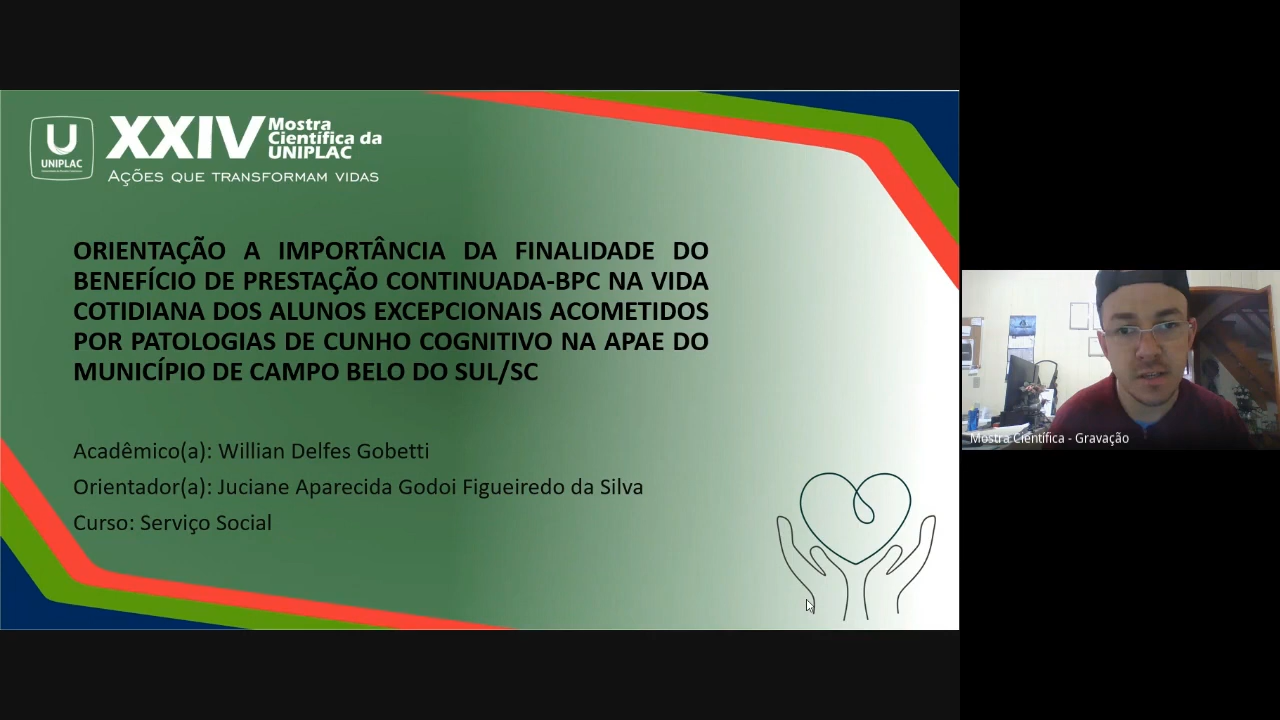 U
UNIPLAC
XXIV Mostra
Científica da
UNIPLAC
AÇÕES QUE TRANSFORMAM VIDAS
ORIENTAÇÃO A IMPORTÂNCIA DA FINALIDADE DO
BENEFÍCIO DE PRESTAÇÃO CONTINUADA-BPC NA VIDA
COTIDIANA DOS ALUNOS EXCEPCIONAIS ACOMETIDOS
POR PATOLOGIAS DE CUNHO COGNITIVO NA APAE DO
MUNICÍPIO DE CAMPO BELO DO SUL/SC
Acadêmico(a): Willian Delfes Gobetti
Orientador(a): Juciane Aparecida Godoi Figueiredo da Silva
Curso: Serviço Social
Mostra Científica - Gravação